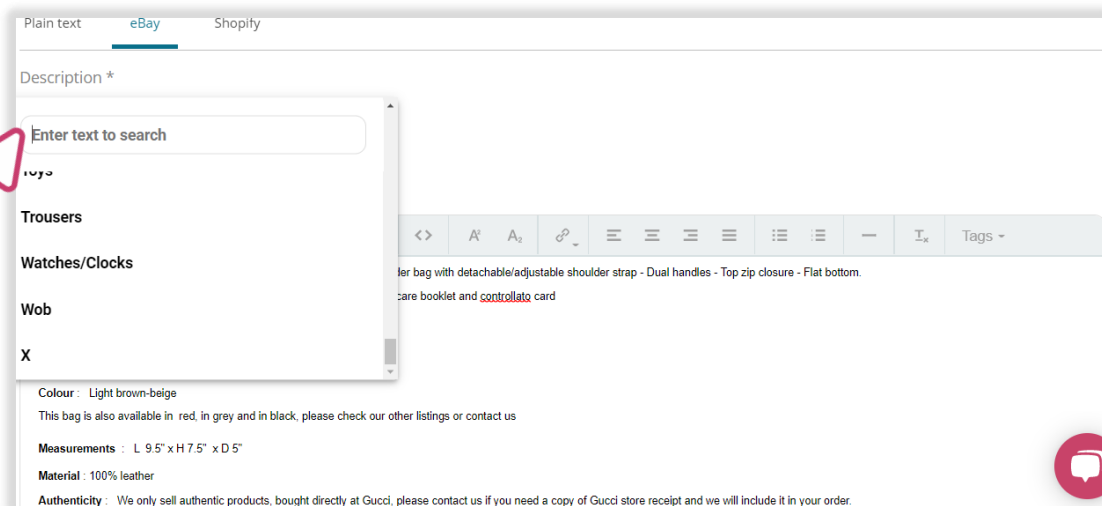 Plain text eBay Shopify
Description *
Enter text to search
Toys
Trousers
Watches/Clocks
Wob
X
<> A² A₂ Tags
der bag with detachable/adjustable shoulder strap - Dual handles - Top zip closure - Flat bottom.
care booklet and controllato card
Colour : Light brown-beige
This bag is also available in red, in grey and in black, please check our other listings or contact us
Measurements : L 9.5" x H 7.5" x D 5"
Material : 100% leather
Authenticity : We only sell authentic products, bought directly at Gucci, please contact us if you need a copy of Gucci store receipt and we will include it in your order.